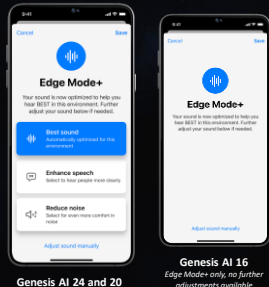 9:41
Cancel
Save
Edge Mode+
Your sound is now optimized to help you
hear BEST in this environment. Further
adjust your sound below if needed.
Best sound
Automatically optimized for this
environment
Enhance speech
Select to hear people more clearly
Reduce noise
Select for even more comfort in
noise
Adjust sound manually
Genesis AI 24 and 20
9:41
Cancel
Save
Edge Mode+
Your sound is now optimized to help you
hear BEST in this environment. Further
adjust your sound below if needed.
Adjust sound manually
Genesis AI 16
Edge Mode+ only, no further
adjustments available